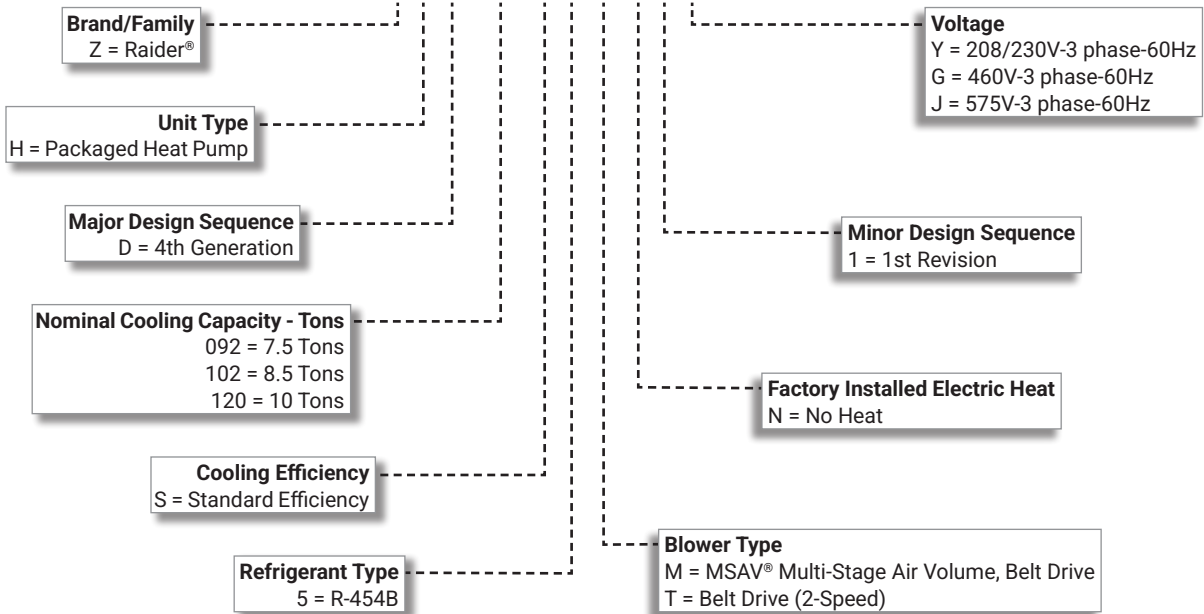 Brand/Family
Z = Raider®
Voltage
Y = 208/230V-3 phase-60Hz
G = 460V-3 phase-60Hz
J = 575V-3 phase-60Hz
Unit Type
H = Packaged Heat Pump
Major Design Sequence
D = 4th Generation
Minor Design Sequence
1 = 1st Revision
Nominal Cooling Capacity - Tons
092 = 7.5 Tons
102 = 8.5 Tons
120 = 10 Tons
Factory Installed Electric Heat
N = No Heat
Cooling Efficiency
S = Standard Efficiency
Blower Type
M = MSAV® Multi-Stage Air Volume, Belt Drive
T = Belt Drive (2-Speed)
Refrigerant Type
5 = R-454B